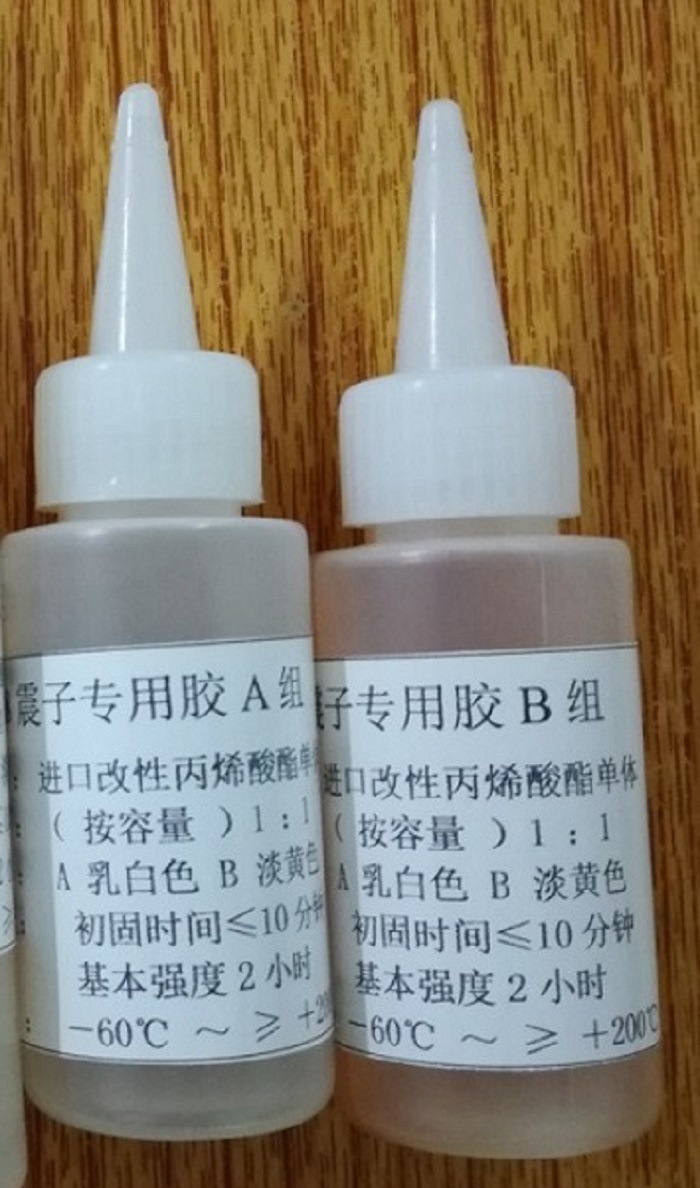 震子专用胶A组
进口改性丙烯酸酯单
（按容量 ）1：1
A 乳白色 B 淡黄色
初固时间≤10分钟
基本强度2小时
： －60℃ ～ ≥ ＋20
子专用胶B组
进口改性丙烯酸酯单体
（按容量 ）1：1
A 乳白色 B 淡黄色
初固时间≤10分钟
基本强度2小时
－60℃ ～ ≥ ＋200℃